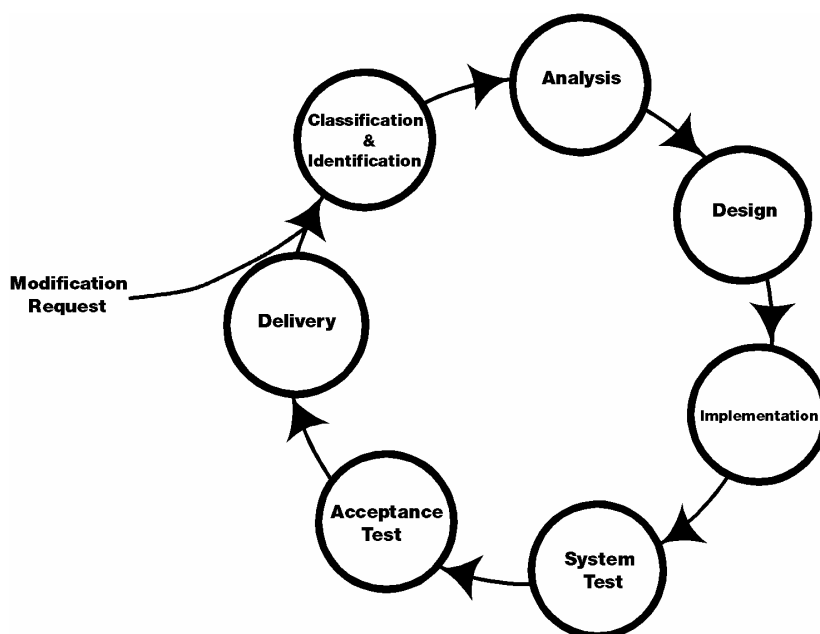 Classification
&
Identification
Analysis
Design
Implementation
System
Test
Acceptance
Test
Delivery
Modification
Request